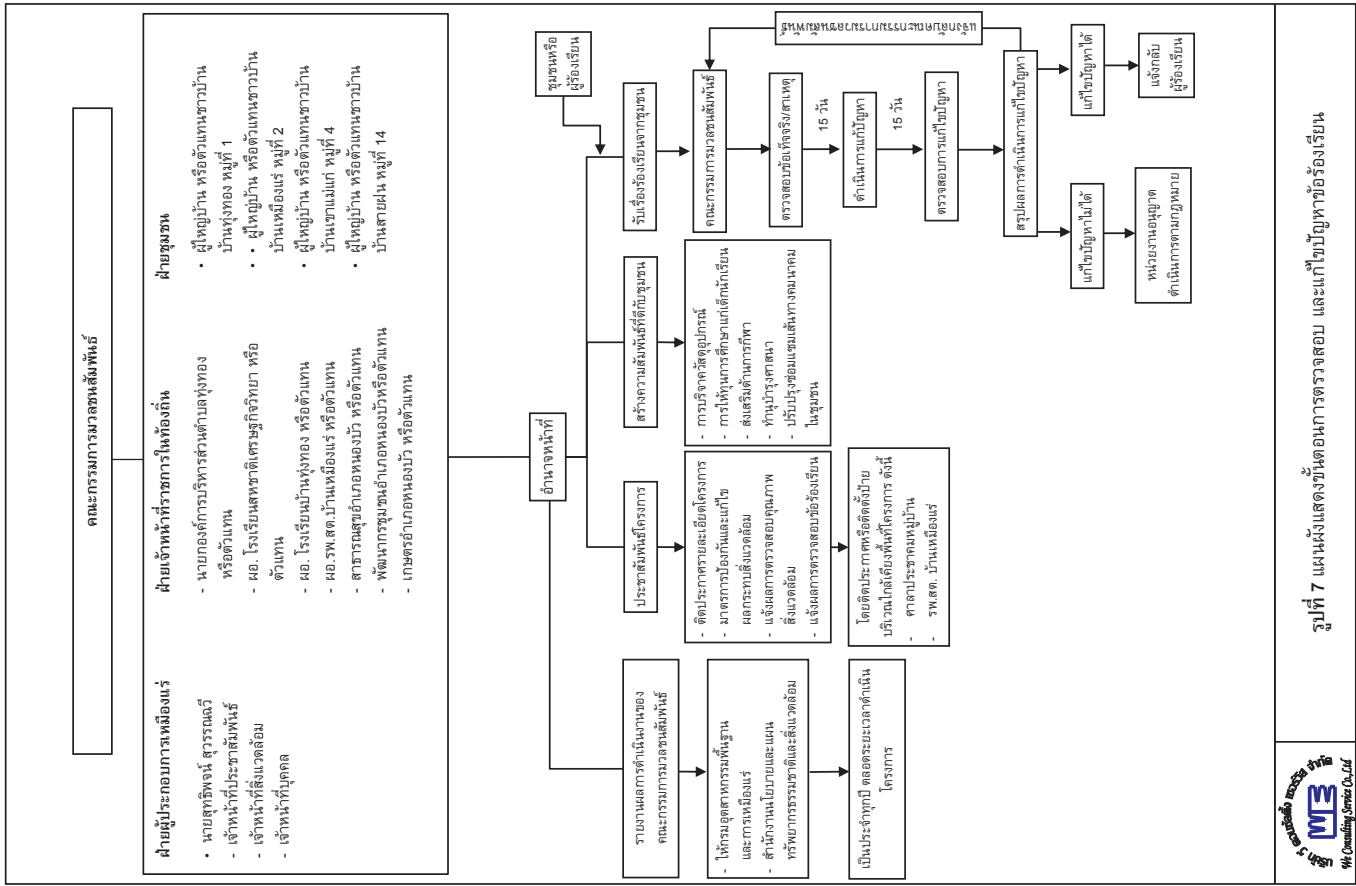 คณะกรรมการมวลชนสัมพันธ์
ฝ่ายผู้ประกอบการเหมืองแร่
• นายสุทธิพจน์ สุวรรณฉวี
- เจ้าหน้าที่ประชาสัมพันธ์
- เจ้าหน้าที่สิ่งแวดล้อม
- เจ้าหน้าที่บุคคล
ฝ่ายเจ้าหน้าที่ราชการในท้องถิ่น
- นายกองค์การบริหารส่วนตำบลทุ่งทอง
หรือตัวแทน
- ผอ. โรงเรียนสหชาติเศรษฐกิจวิทยา หรือ
ตัวแทน
- ผอ. โรงเรียนบ้านทุ่งทอง หรือตัวแทน
- ผอ.รพ.สต.บ้านเหมืองแร่ หรือตัวแทน
- สาธารณสุขอำเภอหนองบัว หรือตัวแทน
- พัฒนากรชุมชนอำเภอหนองบัวหรือตัวแทน
- เกษตรอำเภอหนองบัว หรือตัวแทน
ฝ่ายชุมชน
• ผู้ใหญ่บ้าน หรือตัวแทนชาวบ้าน
บ้านทุ่งทอง หมู่ที่ 1
• • ผู้ใหญ่บ้าน หรือตัวแทนชาวบ้าน
บ้านเหมืองแร่ หมู่ที่ 2
• ผู้ใหญ่บ้าน หรือตัวแทนชาวบ้าน
บ้านเขาแม่แก่ หมู่ที่ 4
• ผู้ใหญ่บ้าน หรือตัวแทนชาวบ้าน
บ้านสายฝน หมู่ที่ 14
อำนาจหน้าที่
รายงานผลการดำเนินงานของ
คณะกรรมการมวลชนสัมพันธ์
- ให้กรมอุตสาหกรรมพื้นฐาน
และการเหมืองแร่
- สำนักงานนโยบายและแผน
ทรัพยากรธรรมชาติและสิ่งแวดล้อม
เป็นประจำทุกปี ตลอดระยะเวลาดำเนิน
โครงการ
ประชาสัมพันธ์โครงการ
- ติดประกาศรายละเอียดโครงการ
- มาตรการป้องกันและแก้ไข
ผลกระทบสิ่งแวดล้อม
- แจ้งผลการตรวจสอบคุณภาพ
สิ่งแวดล้อม
- แจ้งผลการตรวจสอบข้อร้องเรียน
โดยติดประกาศหรือติดตั้งป้าย
บริเวณใกล้เคียงพื้นที่โครงการ ดังนี้
- ศาลาประชาคมหมู่บ้าน
- รพ.สต. บ้านเหมืองแร่
สร้างความสัมพันธ์ที่ดีกับชุมชน
- การบริจาควัสดุอุปกรณ์
- การให้ทุนการศึกษาแก่เด็กนักเรียน
- ส่งเสริมด้านการกีฬา
- ทำนุบำรุงศาสนา
- ปรับปรุงซ่อมแซมเส้นทางคมนาคม
ในชุมชน
รับเรื่องร้องเรียนจากชุมชน
ชุมชนหรือ
ผู้ร้องเรียน
คณะกรรมการมวลชนสัมพันธ์
ตรวจสอบข้อเท็จจริง/สาเหตุ
15 วัน
ดำเนินการแก้ปัญหา
15 วัน
ตรวจสอบการแก้ไขปัญหา
สรุปผลการดำเนินการแก้ไขปัญหา
แจ้งกลับคณะกรรมการมวลชนสัมพันธ์
แก้ไขปัญหาไม่ได้
หน่วยงานอนุญาต
ดำเนินการตามกฎหมาย
แก้ไขปัญหาได้
แจ้งกลับ
ผู้ร้องเรียน
รูปที่ 7 แผนผังแสดงขั้นตอนการตรวจสอบ และแก้ไขปัญหาข้อร้องเรียน
บริษัท วี คอนซัลติ้ง เซอร์วิส จำกัด
We Consulting Service Co.,Ltd